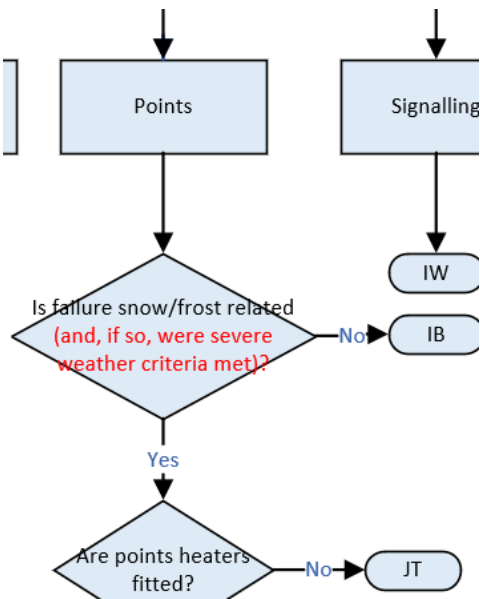 Points
Signalling
IW
Is failure snow/frost related
(and, if so, were severe
weather criteria met)?
No
IB
Yes
Are points heaters
fitted?
No
JT